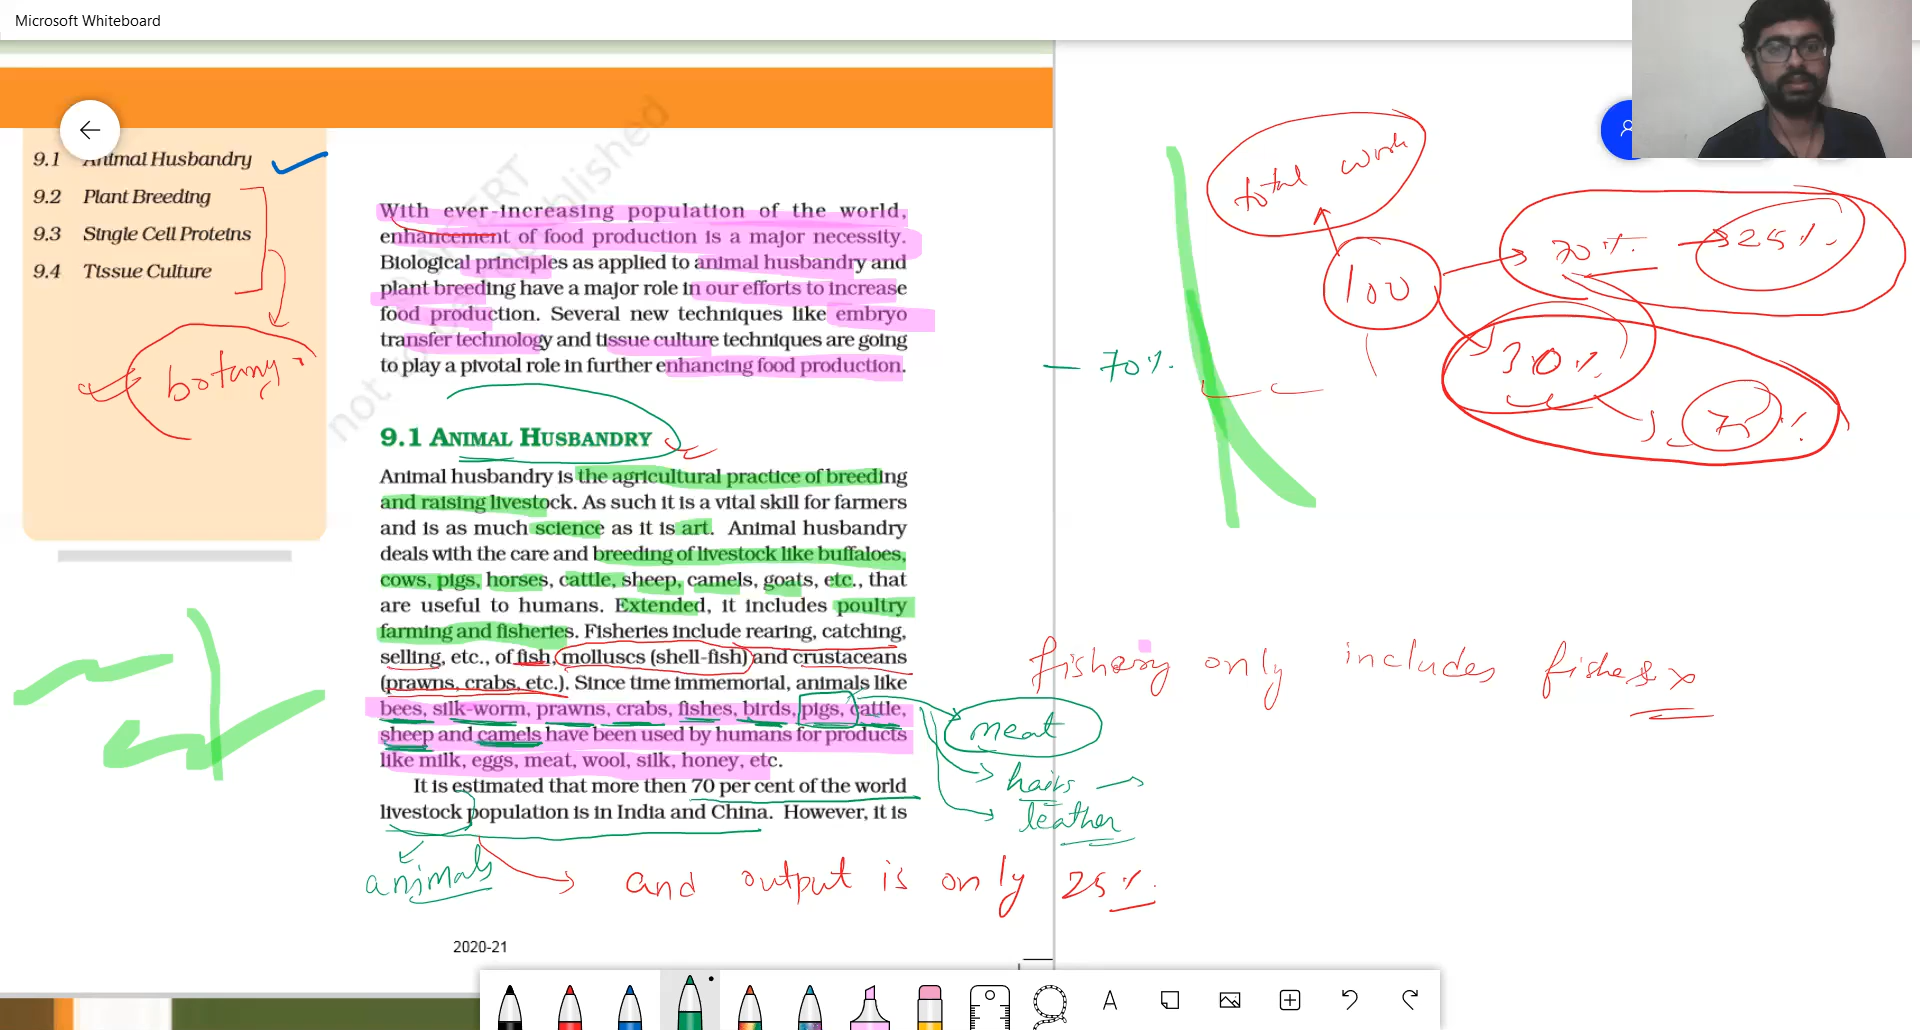 Microsoft Whiteboard
9.1 Animal Husbandry
9.2 Plant Breeding
9.3 Single Cell Proteins
9.4 Tissue Culture
botany
With ever-increasing population of the world,
enhancement of food production is a major necessity.
Biological principles as applied to animal husbandry and
plant breeding have a major role in our efforts to increase
food production. Several new techniques like embryo
transfer technology and tissue culture techniques are going
to play a pivotal role in further enhancing food production.
9.1 ANIMAL HUSBANDRY
Animal husbandry is the agricultural practice of breeding
and raising livestock. As such it is a vital skill for farmers
and is as much science as it is art. Animal husbandry
deals with the care and breeding of livestock like buffaloes,
cows, pigs, horses, cattle, sheep, camels, goats, etc., that
are useful to humans. Extended, it includes poultry
farming and fisheries. Fisheries include rearing, catching,
selling, etc., of fish, molluscs (shell-fish) and crustaceans
(prawns, crabs, etc.). Since time immemorial, animals like
bees, silk-worm, prawns, crabs, fishes, birds, pigs, cattle,
sheep and camels have been used by humans for products
like milk, eggs, meat, wool, silk, honey, etc.
It is estimated that more then 70 per cent of the world
livestock population is in India and China. However, it is
animals
and output is only 25%.
2020-21
total work
100
70%. → 25%.
30%.
— 70%.
fishery only includes fishes x
meat
hairs
leather